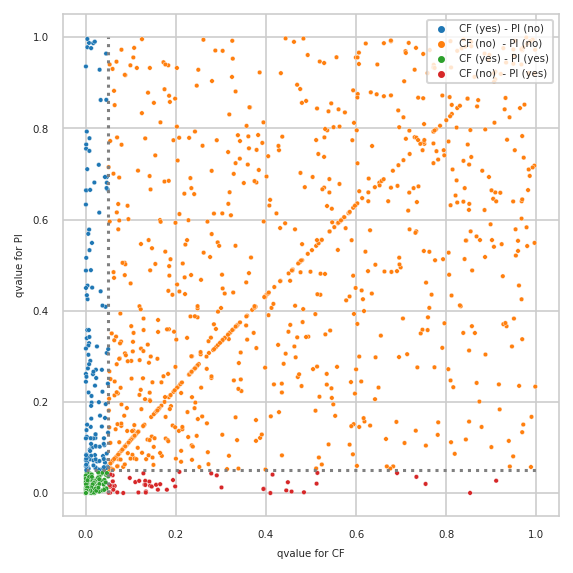 CF (yes) - PI (no)
CF (no) - PI (no)
CF (yes) - PI (yes)
CF (no) - PI (yes)
1.0
0.8
0.6
0.4
0.2
0.0
qvalue for PI
0.0 0.2 0.4 0.6 0.8 1.0
qvalue for CF